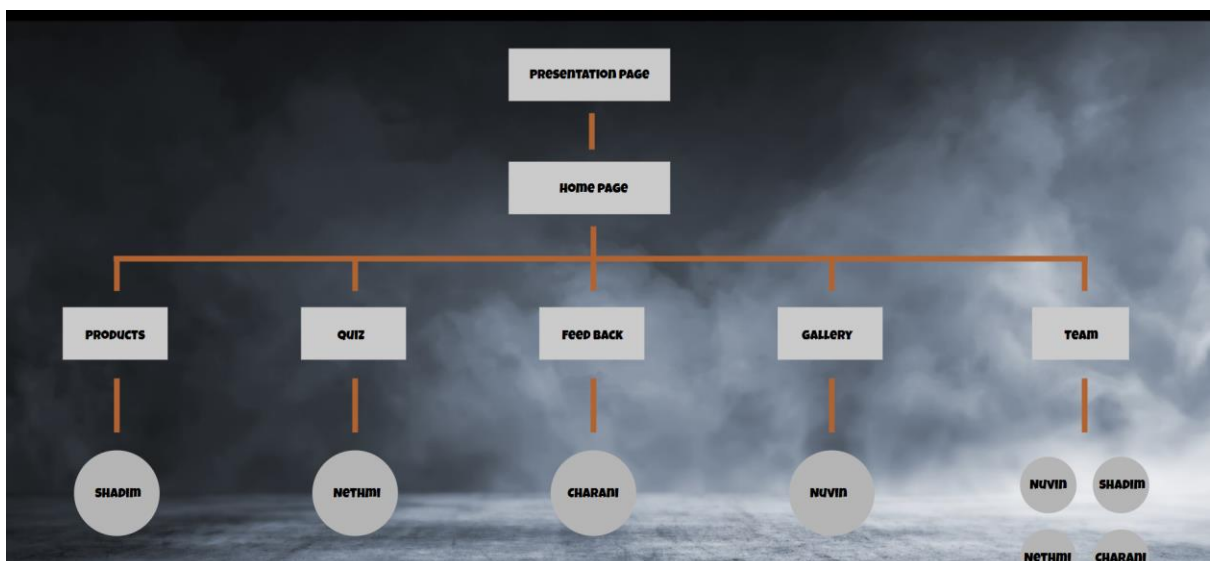 PRESENTATION PAGE
HOME PAGE
PRODUCTS
QUIZ
FEED BACK
GALLERY
TEAM
SHADIM
NETHMI
CHARANI
NUVIN
NUVIN
SHADIM
NETHMI
CHARANI